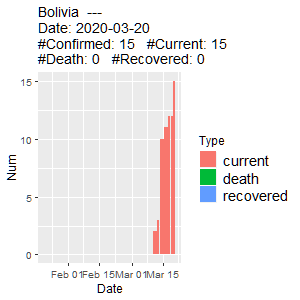 Bolivia  ---
Date: 2020-03-20
#Confirmed: 15   #Current: 15
#Death: 0   #Recovered: 0
15
10
5
0
Num
Feb 01 Feb 15 Mar 01 Mar 15
Date
Type
current
death
recovered